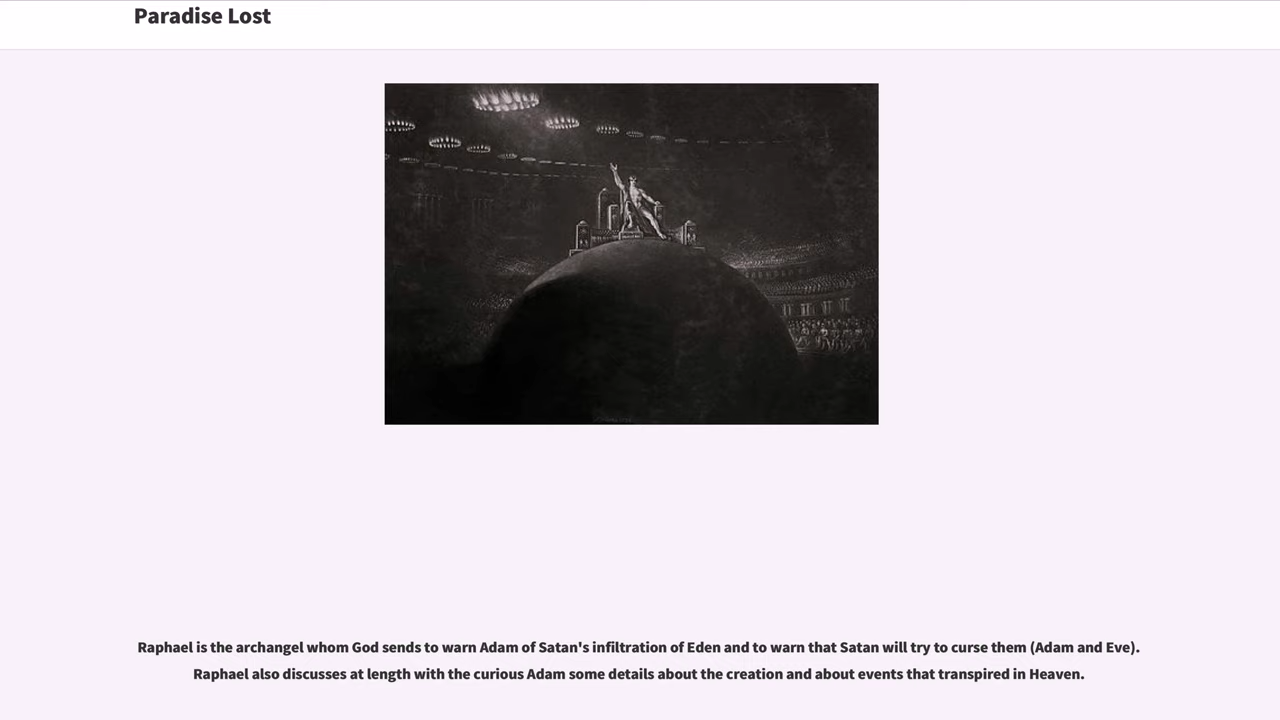 Paradise Lost
Raphael is the archangel whom God sends to warn Adam of Satan's infiltration of Eden and to warn that Satan will try to curse them (Adam and Eve).
Raphael also discusses at length with the curious Adam some details about the creation and about events that transpired in Heaven.